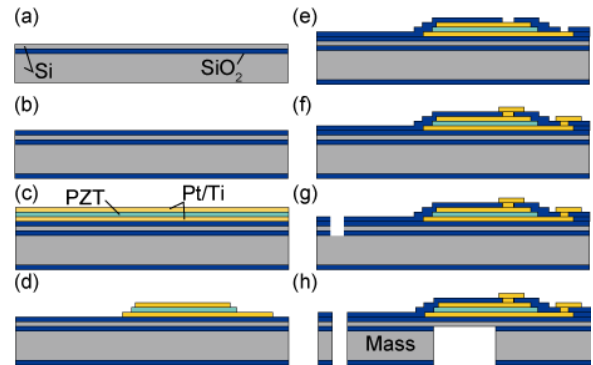 (a)
Si
SiO2
(b)
(c)
PZT
Pt/Ti
(d)
(e)
(f)
(g)
(h)
Mass